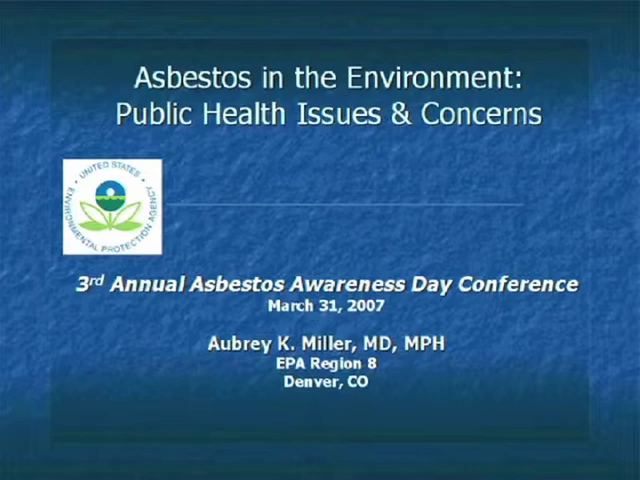 Asbestos in the Environment:
Public Health Issues & Concerns
UNITED STATES
ENVIRONMENTAL PROTECTION AGENCY
3rd Annual Asbestos Awareness Day Conference
March 31, 2007
Aubrey K. Miller, MD, MPH
EPA Region 8
Denver, CO